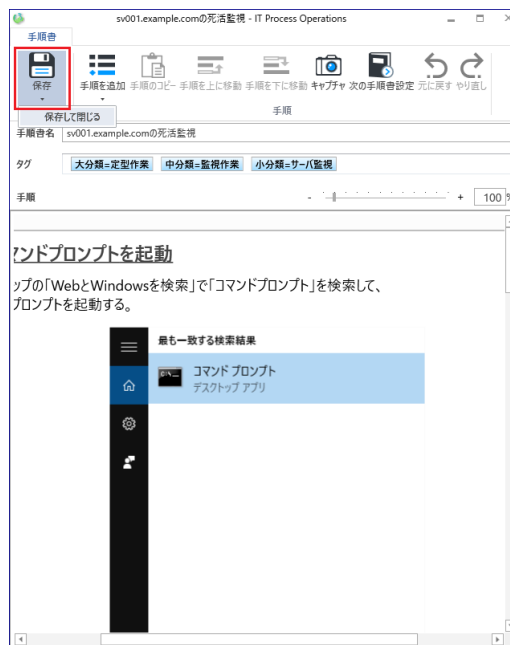 sv001.example.comの死活監視 - IT Process Operations
手順書
保存 手順を追加 手順のコピー 手順を上に移動 手順を下に移動 キャプチャ 次の手順書設定 元に戻す やり直し
保存して閉じる
手順
手順書名 sv001.example.comの死活監視
タグ 大分類=定型作業 中分類=監視作業 小分類=サーバ監視
手順 - + 100 %
マンドプロンプトを起動
ップの「WebとWindowsを検索」で「コマンドプロンプト」を検索して、
プロンプトを起動する。
最も一致する検索結果
コマンド プロンプト
デスクトップ アプリ